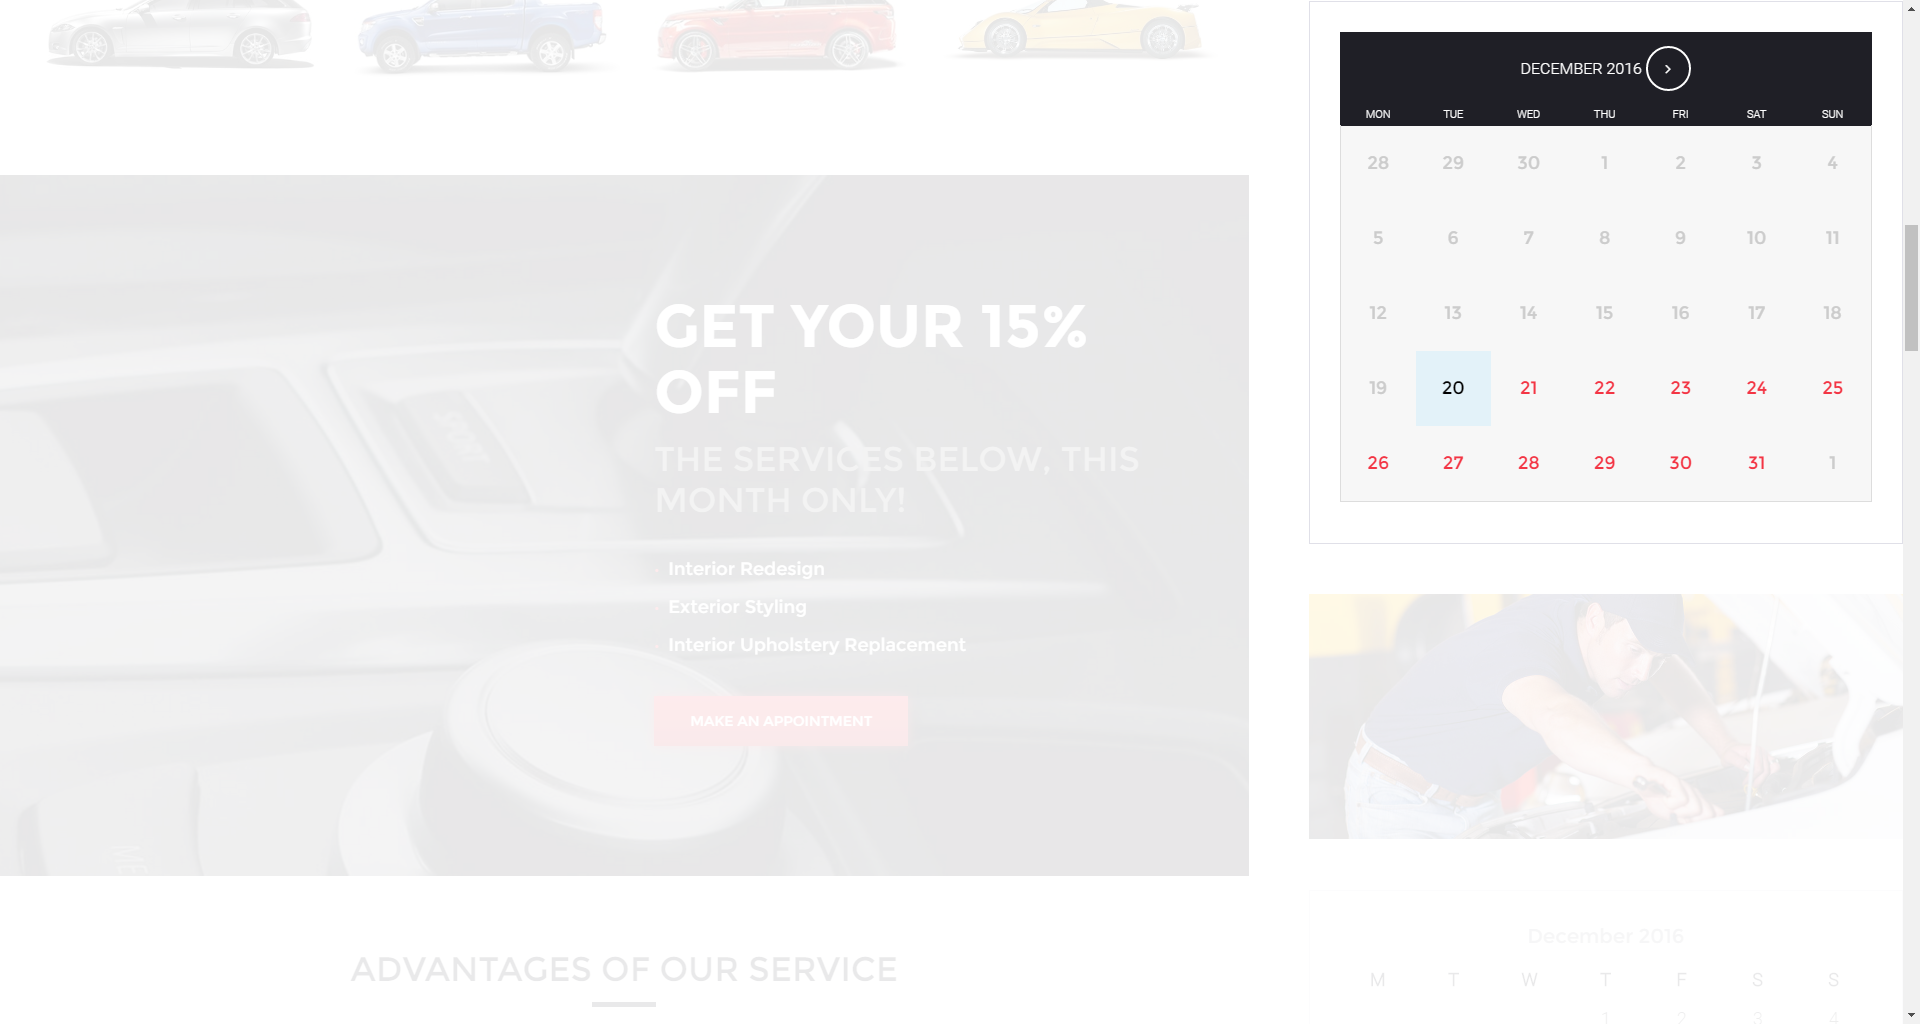 GET YOUR 15%
OFF
THE SERVICES BELOW, THIS
MONTH ONLY!
· Interior Redesign
· Exterior Styling
· Interior Upholstery Replacement
MAKE AN APPOINTMENT
ADVANTAGES OF OUR SERVICE
DECEMBER 2016 ›
MON TUE WED THU FRI SAT SUN
28 29 30 1 2 3 4
5 6 7 8 9 10 11
12 13 14 15 16 17 18
19 20 21 22 23 24 25
26 27 28 29 30 31 1
December 2016
M T W T F S S
1 2 3 4